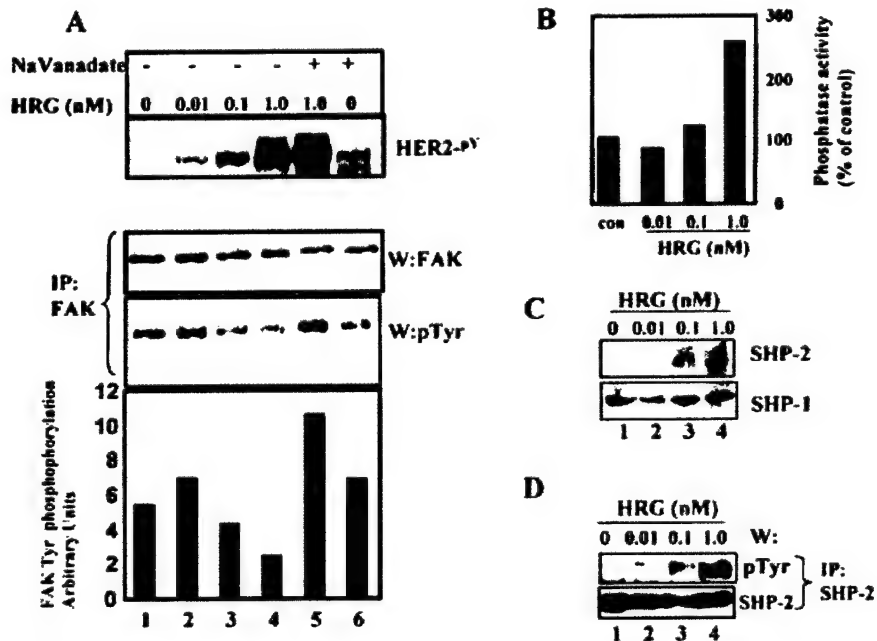 A
NaVanadate - - - - + +
HRG (nM) 0 0.01 0.1 1.0 1.0 0
HER2-pY
IP:
FAK
W:FAK
W:pTyr
FAK Tyr phosphophorylation
Arbitrary Units
12
10
8
6
4
2
0
1 2 3 4 5 6
B
300
200
100
0
Phosphatase activity
(% of control)
con 0.01 0.1 1.0
HRG (nM)
C
HRG (nM)
0 0.01 0.1 1.0
SHP-2
SHP-1
1 2 3 4
D
HRG (nM)
0 0.01 0.1 1.0 W:
pTyr
SHP-2
IP:
SHP-2
1 2 3 4